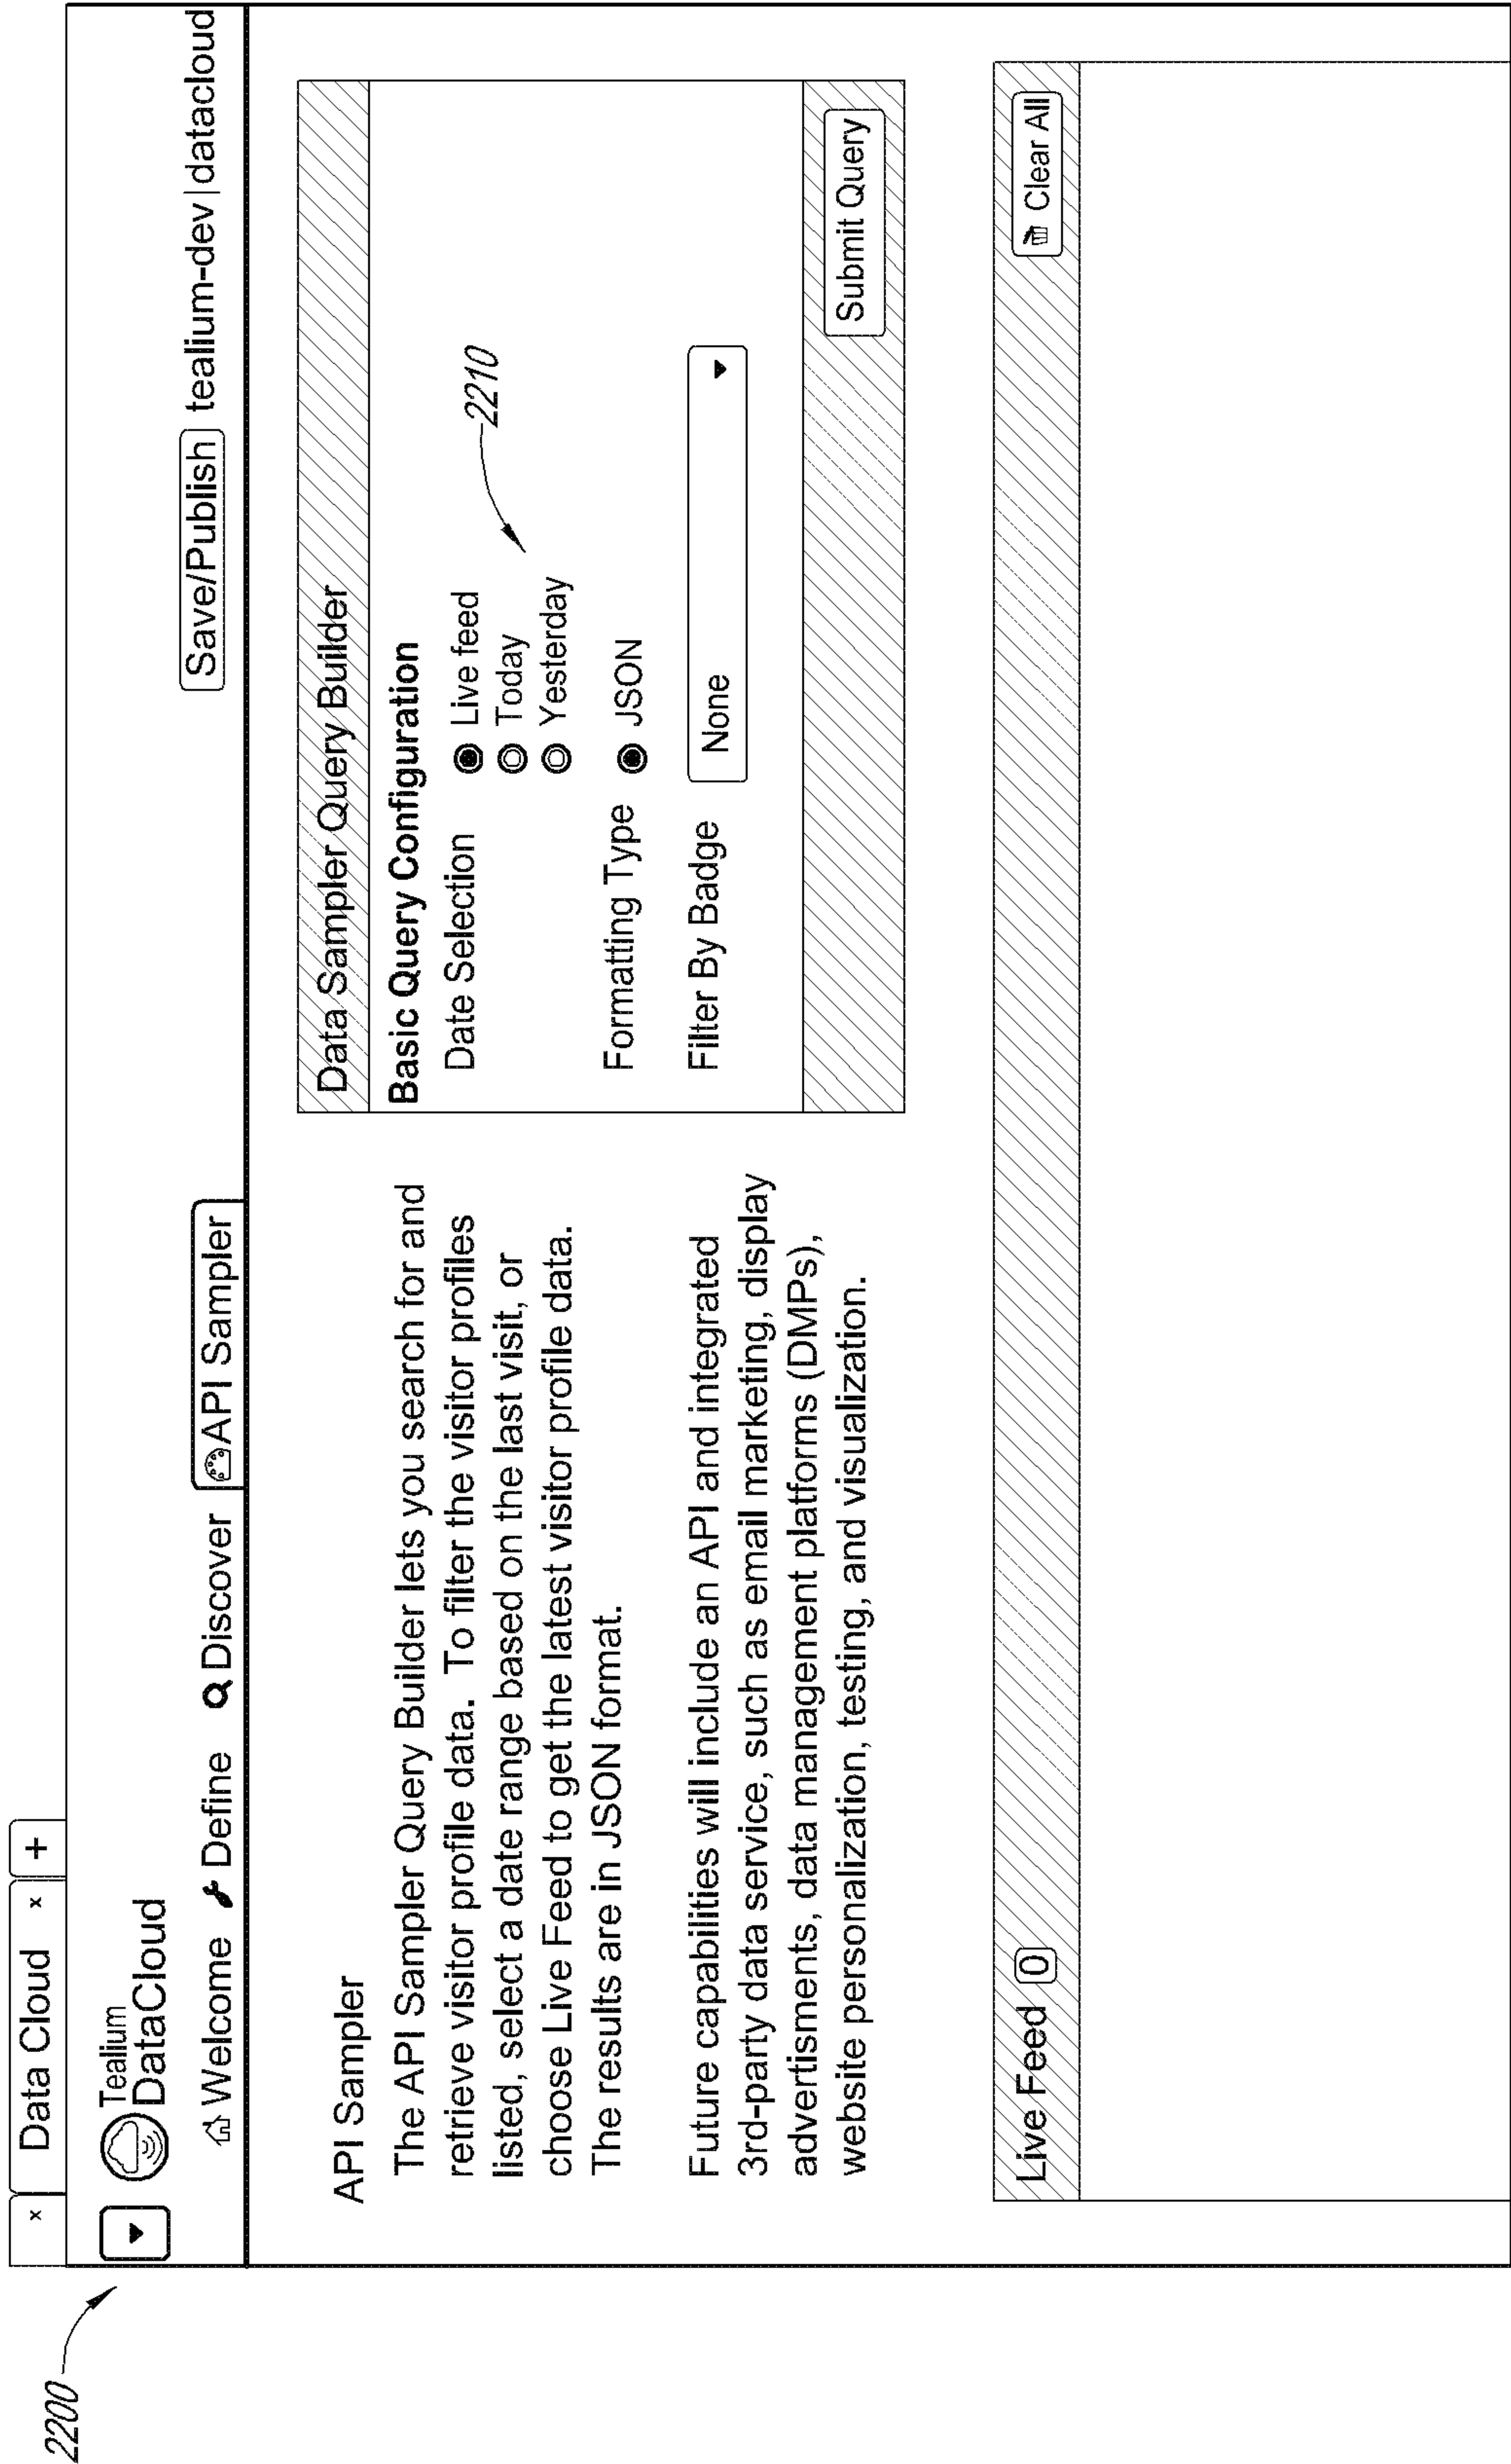 2200
x Data Cloud x +
Tealium
DataCloud
Save/Publish tealium-dev|datacloud
Welcome Define Discover API Sampler
API Sampler
The API Sampler Query Builder lets you search for and
retrieve visitor profile data. To filter the visitor profiles
listed, select a date range based on the last visit, or
choose Live Feed to get the latest visitor profile data.
The results are in JSON format.
Future capabilities will include an API and integrated
3rd-party data service, such as email marketing, display
advertisments, data management platforms (DMPs),
website personalization, testing, and visualization.
Data Sampler Query Builder
Basic Query Configuration
Date Selection Live feed
Today
Yesterday
2210
Formatting Type JSON
Filter By Badge None
Submit Query
Live Feed 0 Clear All